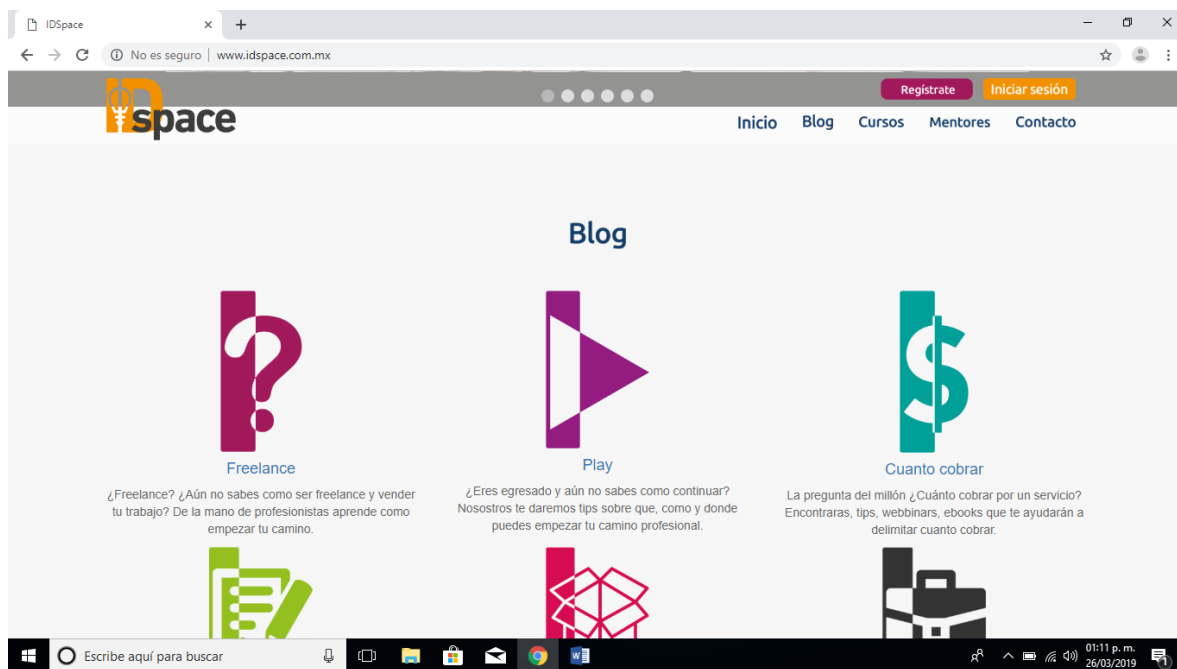 IDSpace
No es seguro | www.idspace.com.mx
Regístrate
Iniciar sesión
IDspace
Inicio
Blog
Cursos
Mentores
Contacto
Blog
Freelance
¿Freelance? ¿Aún no sabes como ser freelance y vender
tu trabajo? De la mano de profesionistas aprende como
empezar tu camino.
Play
¿Eres egresado y aún no sabes como continuar?
Nosostros te daremos tips sobre que, como y donde
puedes empezar tu camino profesional.
Cuanto cobrar
La pregunta del millón ¿Cuánto cobrar por un servicio?
Encontraras, tips, webbinars, ebooks que te ayudarán a
delimitar cuanto cobrar.
Escribe aquí para buscar
01:11 p. m.
26/03/2019